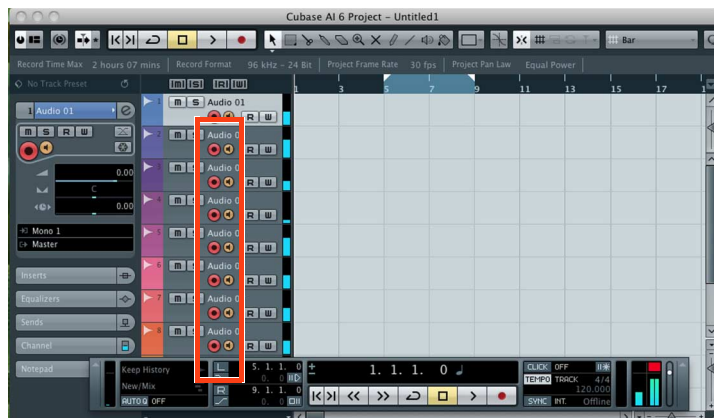 Cubase AI 6 Project - Untitled1
Bar
Record Time Max 2 hours 07 mins Record Format 96 kHz - 24 Bit Project Frame Rate 30 fps Project Pan Law Equal Power
No Track Preset
m S R W
1 3 5 7 9 11 13 15 17
1 Audio 01
m S R W
0.00
C
0.00
Mono 1
Master
Inserts
Equalizers
Sends
Channel
Notepad
1 m S Audio 01
R W
2 m Audio 0
R W
3 m Audio 0
R W
4 m Audio 0
R W
5 m Audio 0
R W
6 m Audio 0
R W
7 m Audio 0
R W
8 m Audio 0
R W
Keep History
New/Mix
AUTO Q OFF
L 5. 1. 1. 0
0. 0
R 9. 1. 1. 0
0. 0
1. 1. 1. 0
CLICK OFF
TEMPO TRACK 4/4
120.000
SYNC INT. Offline